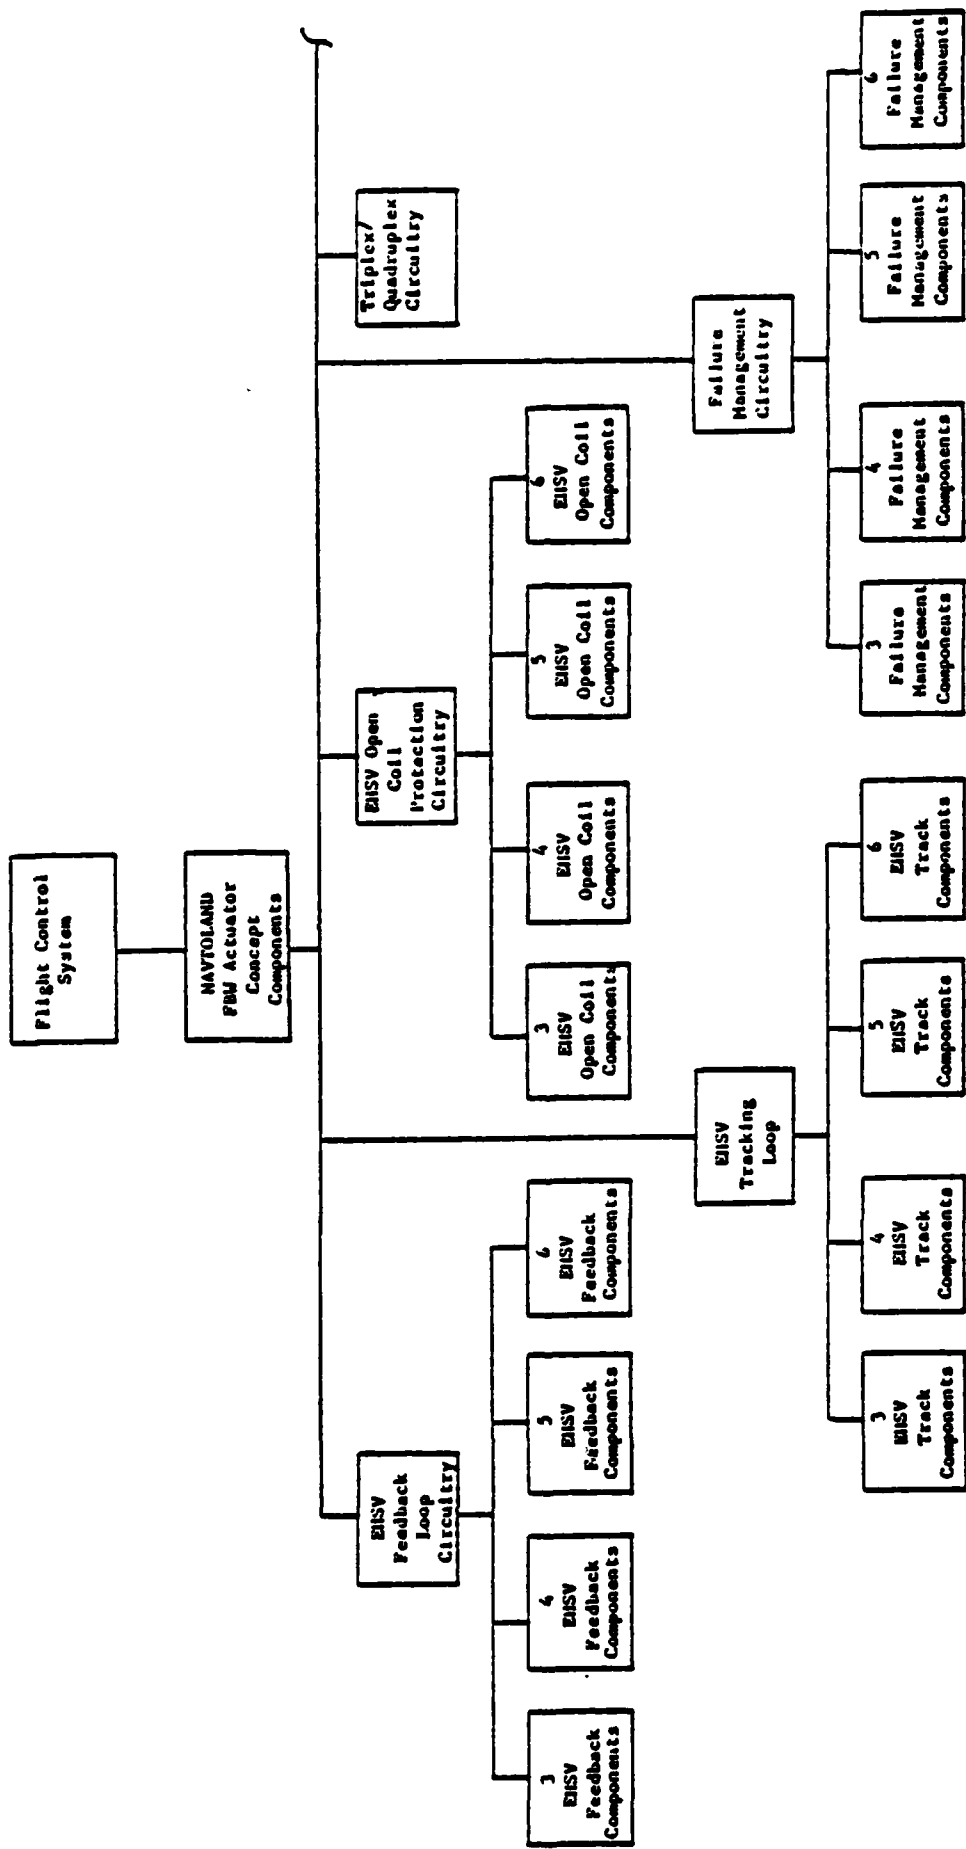 Flight Control
System
NAVTOLAND
FBW Actuator
Concept
Components
EHSV
Feedback
Loop
Circuitry
EHSV Open
Coil
Protection
Circuitry
Triplex/
Quadruplex
Circuitry
3
EHSV
Feedback
Components
4
EHSV
Feedback
Components
5
EHSV
Feedback
Components
6
EHSV
Feedback
Components
3
EHSV
Open Coil
Components
4
EHSV
Open Coil
Components
5
EHSV
Open Coil
Components
6
EHSV
Open Coil
Components
EHSV
Tracking
Loop
Failure
Management
Circuitry
3
EHSV
Track
Components
4
EHSV
Track
Components
5
EHSV
Track
Components
6
EHSV
Track
Components
3
Failure
Management
Components
4
Failure
Management
Components
5
Failure
Management
Components
6
Failure
Management
Components